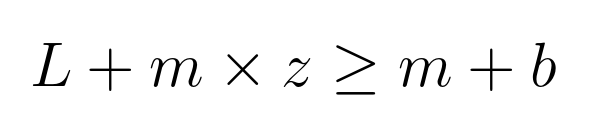 L + m × z ≥ m + b